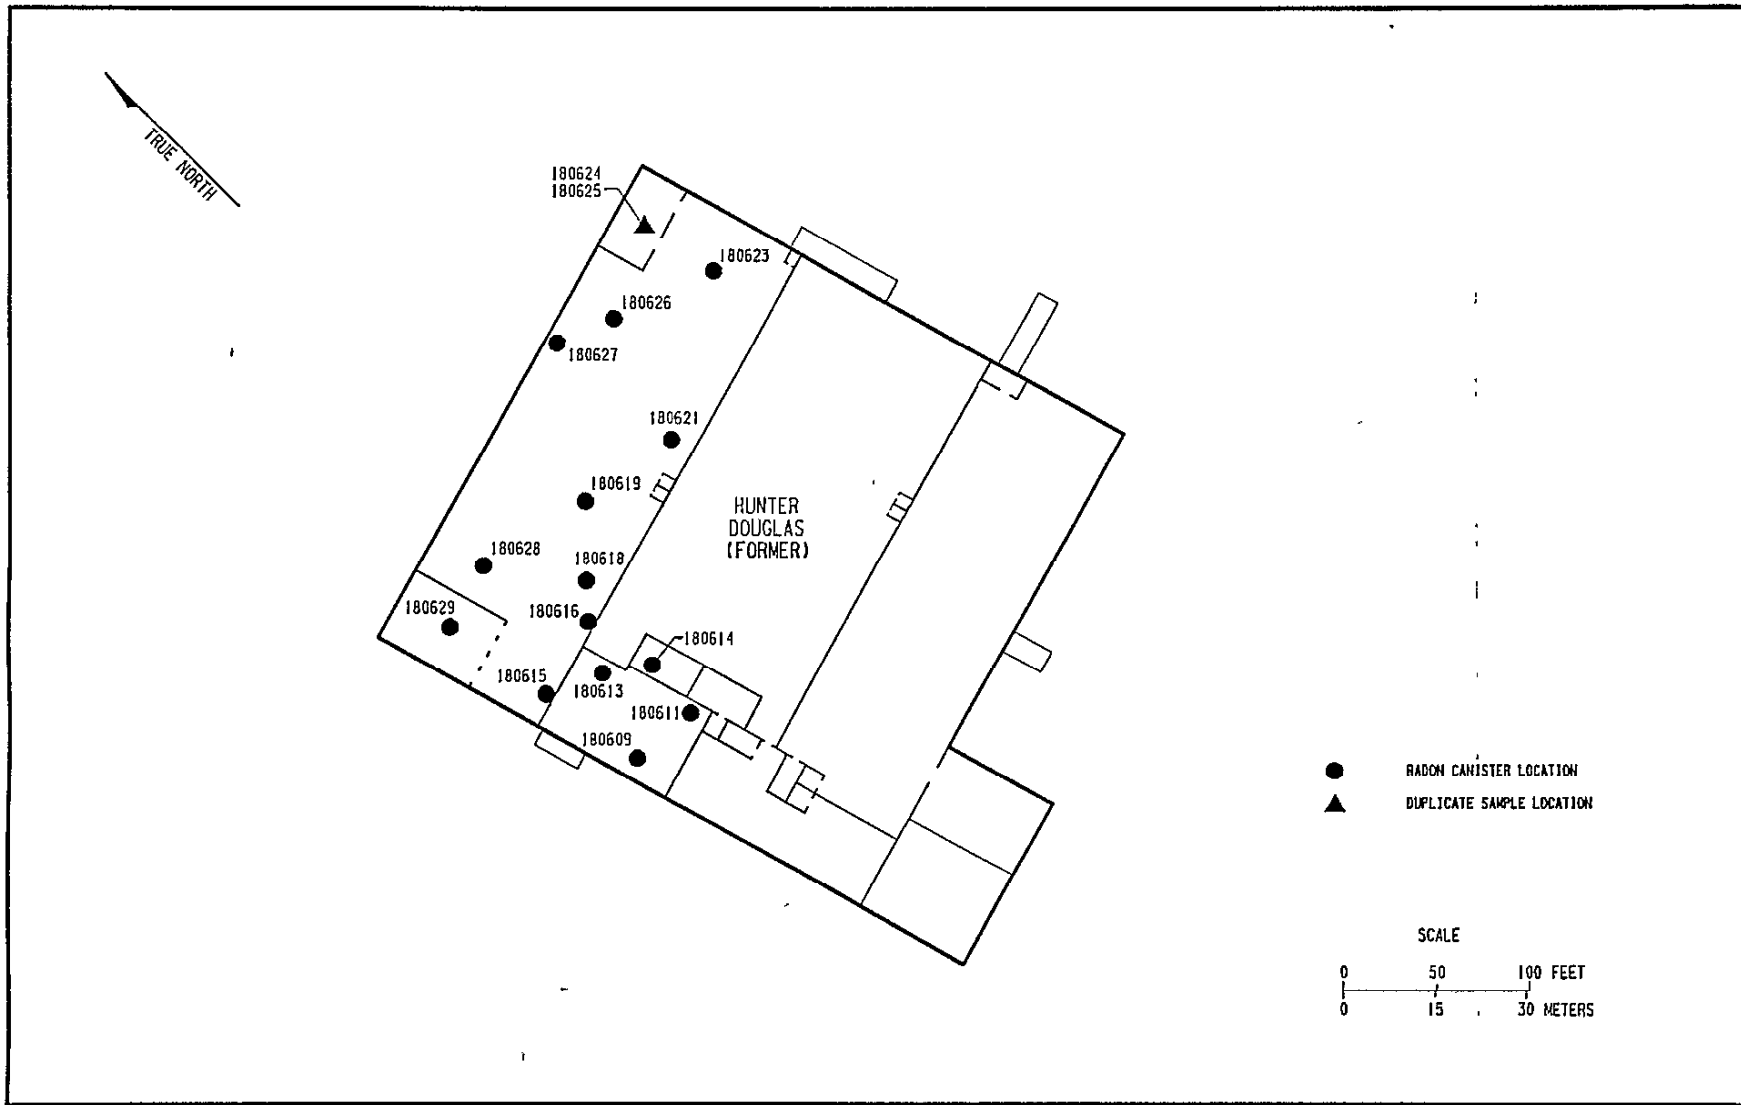 TRUE NORTH
180624
180625
180623
180626
180627
180621
180619
180628
180618
180629
180616
180614
180615
180613
180611
180609
HUNTER
DOUGLAS
(FORMER)
RADON CANISTER LOCATION
DUPLICATE SAMPLE LOCATION
SCALE
0 50 100 FEET
0 15 30 METERS